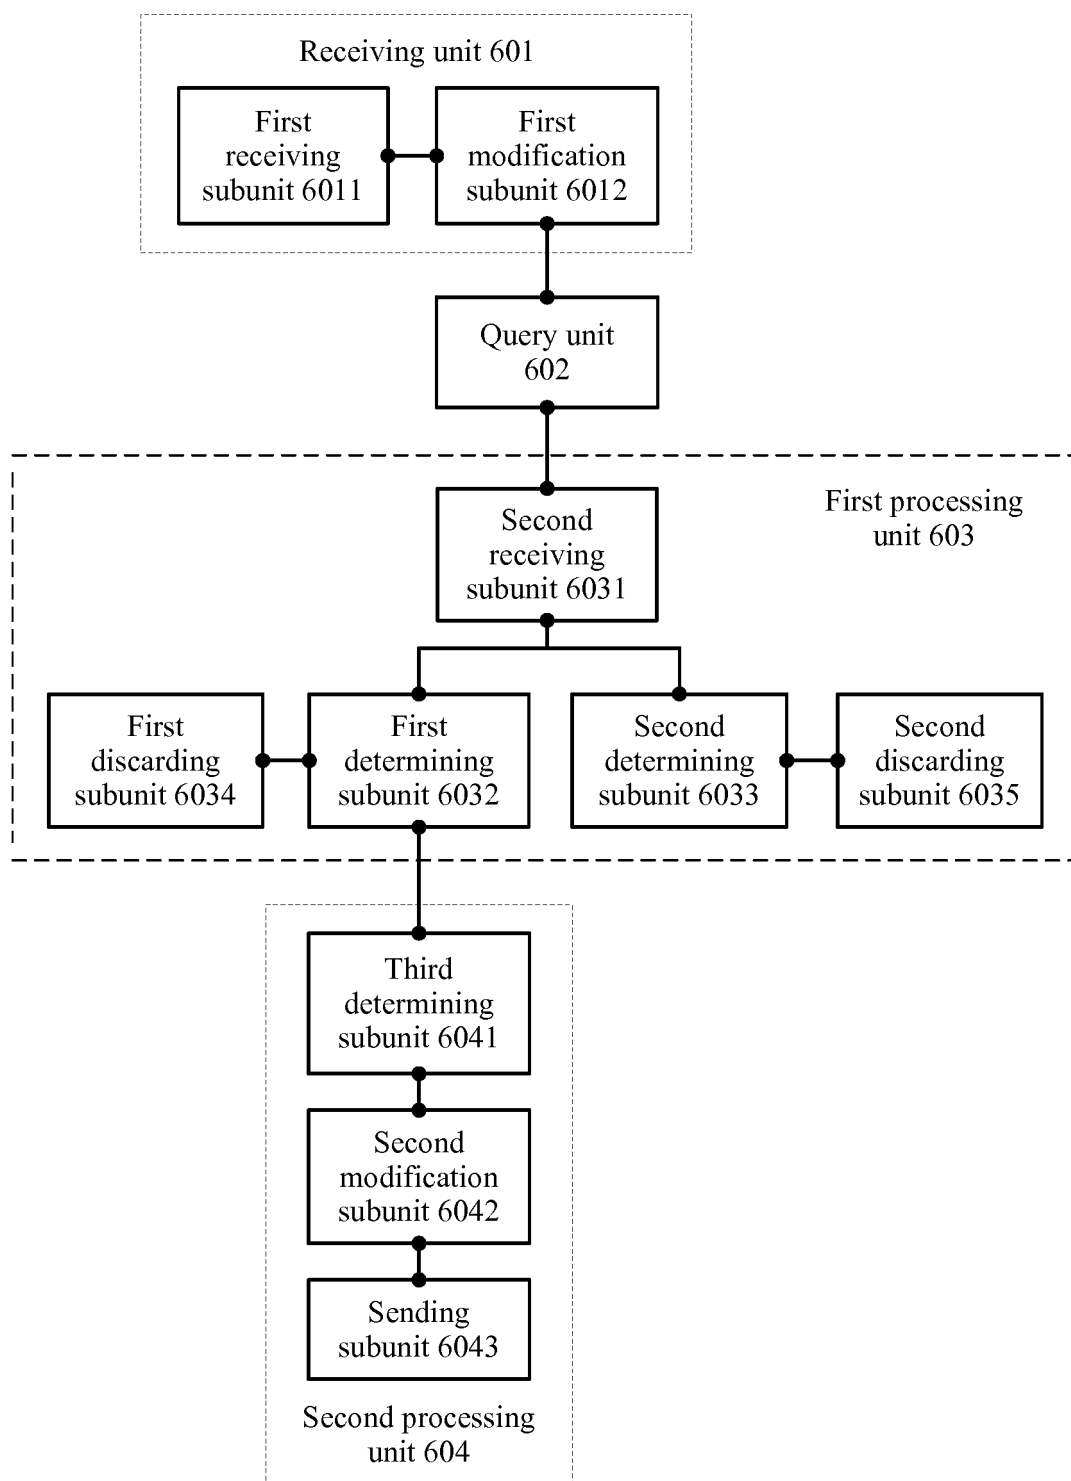 Receiving unit 601
First
receiving
subunit 6011
First
modification
subunit 6012
Query unit
602
First processing
unit 603
Second
receiving
subunit 6031
First
discarding
subunit 6034
First
determining
subunit 6032
Second
determining
subunit 6033
Second
discarding
subunit 6035
Third
determining
subunit 6041
Second
modification
subunit 6042
Sending
subunit 6043
Second processing
unit 604